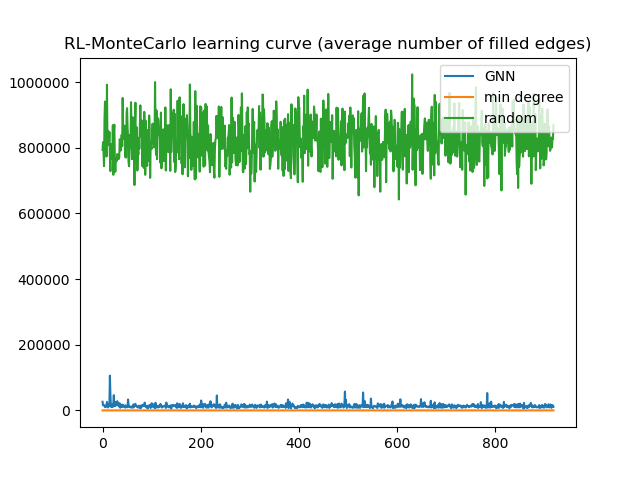 RL-MonteCarlo learning curve (average number of filled edges)
1000000
800000
600000
400000
200000
0
0 200 400 600 800
GNN
min degree
random